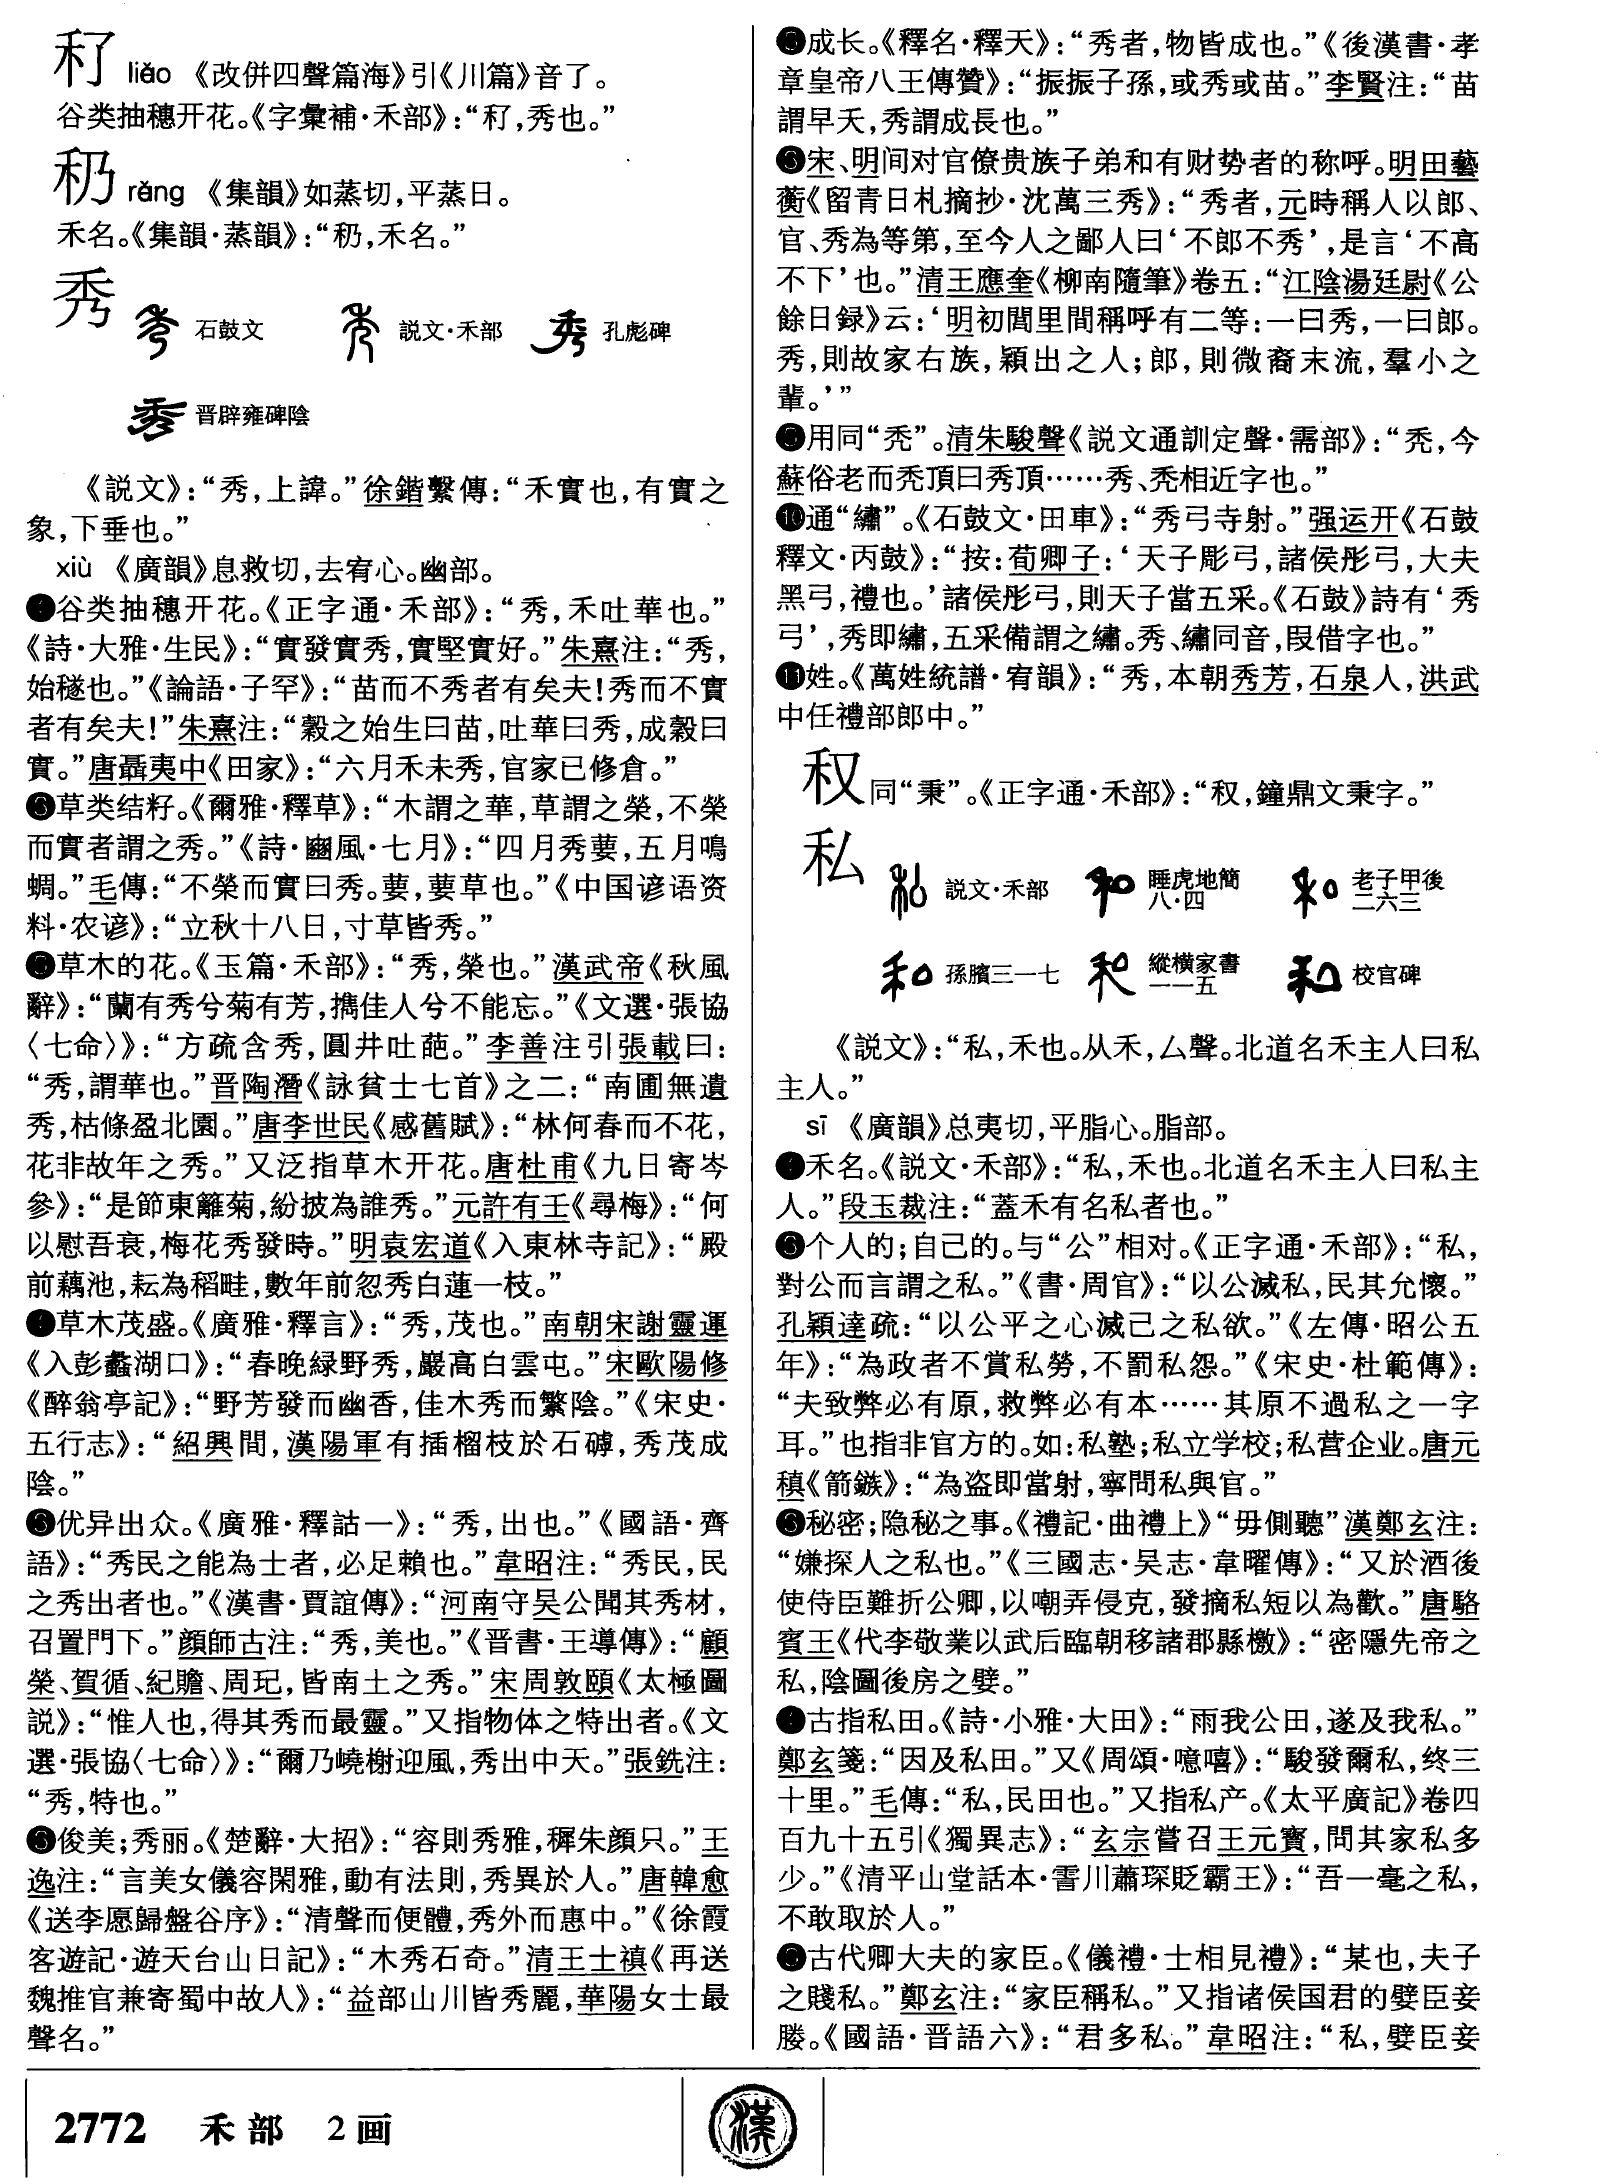 𥝤 liǎo 《改併四聲篇海》引《川篇》音了。
谷类抽穗开花。《字彙補·禾部》：“𥝤，秀也。”
礽 rǎng 《集韻》如蒸切，平蒸日。
禾名。《集韻·蒸韻》：“，禾名。”
秀 石鼓文 説文·禾部 孔彪碑
晋辟雍碑陰
《説文》：“秀，上諱。”徐鍇繫傳：“禾實也，有實之
象，下垂也。”
xiù 《廣韻》息救切，去宥心。幽部。
❶谷类抽穗开花。《正字通·禾部》：“秀，禾吐華也。”
《詩·大雅·生民》：“實發實秀，實堅實好。”朱熹注：“秀，
始穟也。”《論語·子罕》：“苗而不秀者有矣夫！秀而不實
者有矣夫！”朱熹注：“穀之始生曰苗，吐華曰秀，成穀曰
實。”唐聶夷中《田家》：“六月禾未秀，官家已修倉。”
❷草类结籽。《爾雅·釋草》：“木謂之華，草謂之榮，不榮
而實者謂之秀。”《詩·豳風·七月》：“四月秀葽，五月鳴
蜩。”毛傳：“不榮而實曰秀。葽，葽草也。”《中国谚语资
料·农谚》：“立秋十八日，寸草皆秀。”
❸草木的花。《玉篇·禾部》：“秀，榮也。”漢武帝《秋風
辭》：“蘭有秀兮菊有芳，擕佳人兮不能忘。”《文選·張協
〈七命〉》：“方疏含秀，圓井吐葩。”李善注引張載曰：
“秀，謂華也。”晋陶潛《詠貧士七首》之二：“南圃無遺
秀，枯條盈北園。”唐李世民《感舊賦》：“林何春而不花，
花非故年之秀。”又泛指草木开花。唐杜甫《九日寄岑
參》：“是節東籬菊，紛披為誰秀。”元許有壬《尋梅》：“何
以慰吾衰，梅花秀發時。”明袁宏道《入東林寺記》：“殿
前藕池，耘為稻畦，數年前忽秀白蓮一枝。”
❹草木茂盛。《廣雅·釋言》：“秀，茂也。”南朝宋謝靈運
《入彭蠡湖口》：“春晚緑野秀，巖高白雲屯。”宋歐陽修
《醉翁亭記》：“野芳發而幽香，佳木秀而繁陰。”《宋史·
五行志》：“紹興間，漢陽軍有插榴枝於石罅，秀茂成
陰。”
❺优异出众。《廣雅·釋詁一》：“秀，出也。”《國語·齊
語》：“秀民之能為士者，必足賴也。”韋昭注：“秀民，民
之秀出者也。”《漢書·賈誼傳》：“河南守吴公聞其秀材，
召置門下。”顔師古注：“秀，美也。”《晋書·王導傳》：“顧
榮、賀循、紀贍、周玘，皆南土之秀。”宋周敦頤《太極圖
説》：“惟人也，得其秀而最靈。”又指物体之特出者。《文
選·張協〈七命〉》：“爾乃嶢榭迎風，秀出中天。”張銑注：
“秀，特也。”
❻俊美；秀丽。《楚辭·大招》：“容則秀雅，穉朱顔只。”王
逸注：“言美女儀容閑雅，動有法則，秀異於人。”唐韓愈
《送李愿歸盤谷序》：“清聲而便體，秀外而惠中。”《徐霞
客遊記·遊天台山日記》：“木秀石奇。”清王士禛《再送
魏推官兼寄蜀中故人》：“益部山川皆秀麗，華陽女士最
聲名。”
❼成长。《釋名·釋天》：“秀者，物皆成也。”《後漢書·孝
章皇帝八王傳贊》：“振振子孫，或秀或苗。”李賢注：“苗
謂早夭，秀謂成長也。”
❽宋、明间对官僚贵族子弟和有财势者的称呼。明田藝
蘅《留青日札摘抄·沈萬三秀》：“秀者，元時稱人以郎、
官、秀為等第，至今人之鄙人曰‘不郎不秀’，是言‘不高
不下’也。”清王應奎《柳南隨筆》卷五：“江陰湯廷尉《公
餘日録》云：‘明初閭里間稱呼有二等：一曰秀，一曰郎。
秀，則故家右族，穎出之人；郎，則微裔末流，羣小之
輩。’”
❾用同“秃”。清朱駿聲《説文通訓定聲·需部》：“秃，今
蘇俗老而秃頂曰秀頂……秀、秃相近字也。”
❿通“繡”。《石鼓文·田車》：“秀弓寺射。”强运开《石鼓
釋文·丙鼓》：“按：荀卿子：‘天子彫弓，諸侯彤弓，大夫
黑弓，禮也。’諸侯彤弓，則天子當五采。《石鼓》詩有‘秀
弓’，秀即繡，五采備謂之繡。秀、繡同音，叚借字也。”
⓫姓。《萬姓統譜·宥韻》：“秀，本朝秀芳，石泉人，洪武
中任禮部郎中。”
𥝥同“秉”。《正字通·禾部》：“，鐘鼎文秉字。”
私 説文·禾部 睡虎地簡八·四 老子甲後二六三
孫臏三一七 縱横家書一一五 校官碑
《説文》：“私，禾也。从禾，厶聲。北道名禾主人曰私
主人。”
sī 《廣韻》息夷切，平脂心。脂部。
❶禾名。《説文·禾部》：“私，禾也。北道名禾主人曰私主
人。”段玉裁注：“蓋禾有名私者也。”
❷个人的；自己的。与“公”相对。《正字通·禾部》：“私，
對公而言謂之私。”《書·周官》：“以公滅私，民其允懷。”
孔穎達疏：“以公平之心滅己之私欲。”《左傳·昭公五
年》：“為政者不賞私勞，不罰私怨。”《宋史·杜範傳》：
“夫致弊必有原，救弊必有本……其原不過私之一字
耳。”也指非官方的。如：私塾；私立学校；私营企业。唐元
稹《箭鏃》：“為盗即當射，寧問私與官。”
❸秘密；隐秘之事。《禮記·曲禮上》“毋側聽”漢鄭玄注：
“嫌探人之私也。”《三國志·吴志·韋曜傳》：“又於酒後
使侍臣難折公卿，以嘲弄侵克，發摘私短以為歡。”唐駱
賓王《代李敬業以武后臨朝移諸郡縣檄》：“密隱先帝之
私，陰圖後房之嬖。”
❹古指私田。《詩·小雅·大田》：“雨我公田，遂及我私。”
鄭玄箋：“因及私田。”又《周頌·噫嘻》：“駿發爾私，终三
十里。”毛傳：“私，民田也。”又指私产。《太平廣記》卷四
百九十五引《獨異志》：“玄宗嘗召王元寳，問其家私多
少。”《清平山堂話本·霅川蕭琛貶霸王》：“吾一毫之私，
不敢取於人。”
❺古代卿大夫的家臣。《儀禮·士相見禮》：“某也，夫子
之賤私。”鄭玄注：“家臣稱私。”又指诸侯国君的嬖臣妾
媵。《國語·晋語六》：“君多私。”韋昭注：“私，嬖臣妾
2772 禾部 2画
漢